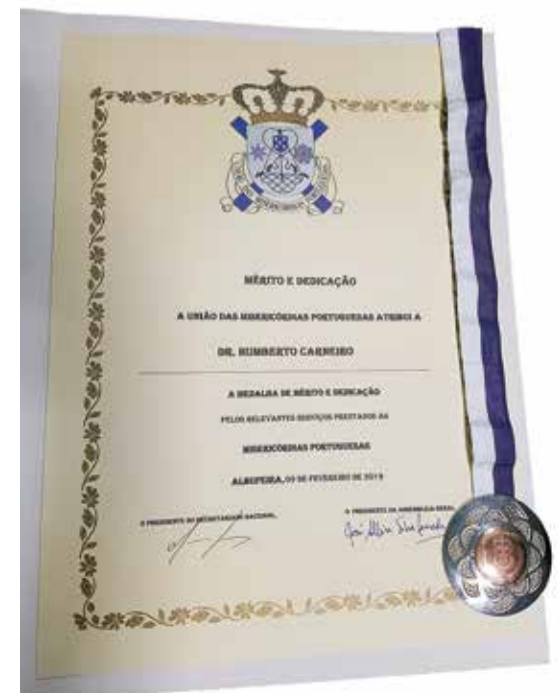 MÉRITO E DEDICAÇÃO
A UNIÃO DAS MISERICÓRDIAS PORTUGUESAS ATRIBUI A
DR. HUMBERTO CARNEIRO
A MEDALHA DE MÉRITO E DEDICAÇÃO
PELOS RELEVANTES SERVIÇOS PRESTADOS ÀS
MISERICÓRDIAS PORTUGUESAS
ALBUFEIRA, 09 DE FEVEREIRO DE 2019
O PRESIDENTE DO SECRETARIADO NACIONAL,
O PRESIDENTE DA ASSEMBLEIA GERAL,